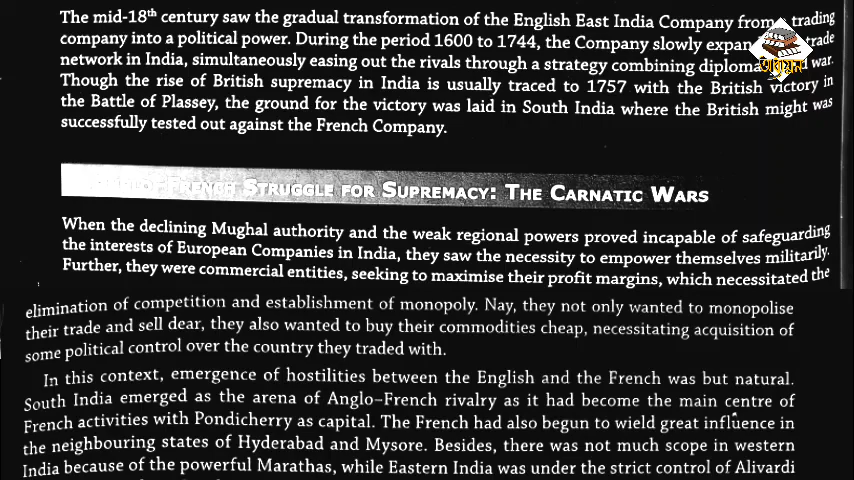 The mid-18th century saw the gradual transformation of the English East India Company from trading
company into a political power. During the period 1600 to 1744, the Company slowly trade
network in India, simultaneously easing out the rivals through a strategy combining war.
Though the rise of British supremacy in India is usually traced to 1757 with the British victory in
the Battle of Plassey, the ground for the victory was laid in South India where the British might was
successfully tested out against the French Company.
French Struggle for Supremacy: The Carnatic Wars
When the declining Mughal authority and the weak regional powers proved incapable of safeguarding
the interests of European Companies in India, they saw the necessity to empower themselves militarily.
Further, they were commercial entities, seeking to maximise their profit margins, which necessitated the
elimination of competition and establishment of monopoly. Nay, they not only wanted to monopolise
their trade and sell dear, they also wanted to buy their commodities cheap, necessitating acquisition of
some political control over the country they traded with.
In this context, emergence of hostilities between the English and the French was but natural.
South India emerged as the arena of Anglo-French rivalry as it had become the main centre of
French activities with Pondicherry as capital. The French had also begun to wield great influence in
the neighbouring states of Hyderabad and Mysore. Besides, there was not much scope in western
India because of the powerful Marathas, while Eastern India was under the strict control of Alivardi